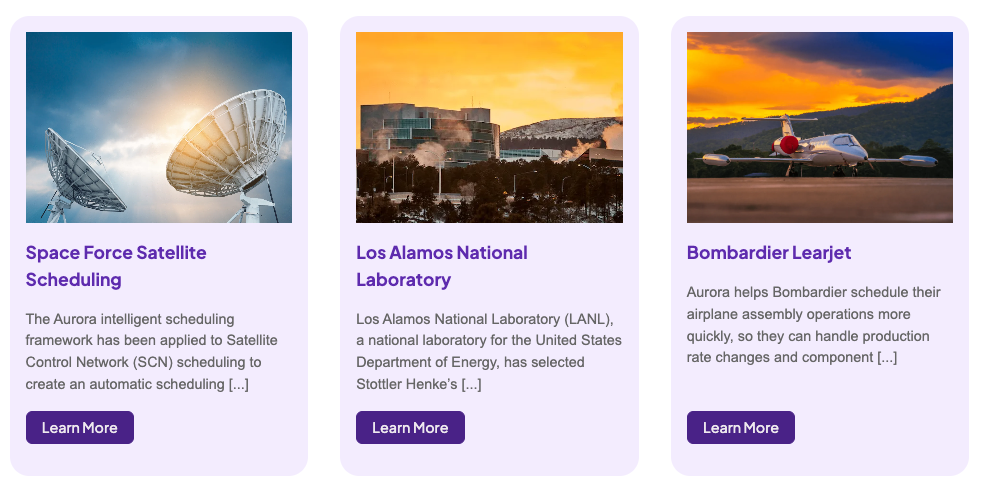 Space Force Satellite
Scheduling
The Aurora intelligent scheduling
framework has been applied to Satellite
Control Network (SCN) scheduling to
create an automatic scheduling [...]
Learn More
Los Alamos National
Laboratory
Los Alamos National Laboratory (LANL),
a national laboratory for the United States
Department of Energy, has selected
Stottler Henke’s [...]
Learn More
Bombardier Learjet
Aurora helps Bombardier schedule their
airplane assembly operations more
quickly, so they can handle production
rate changes and component [...]
Learn More